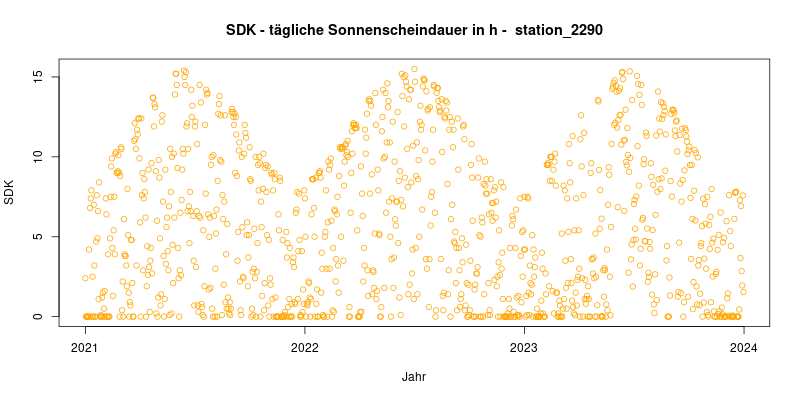 SDK - tägliche Sonnenscheindauer in h -  station_2290
SDK
15
10
5
0
2021
2022
2023
2024
Jahr